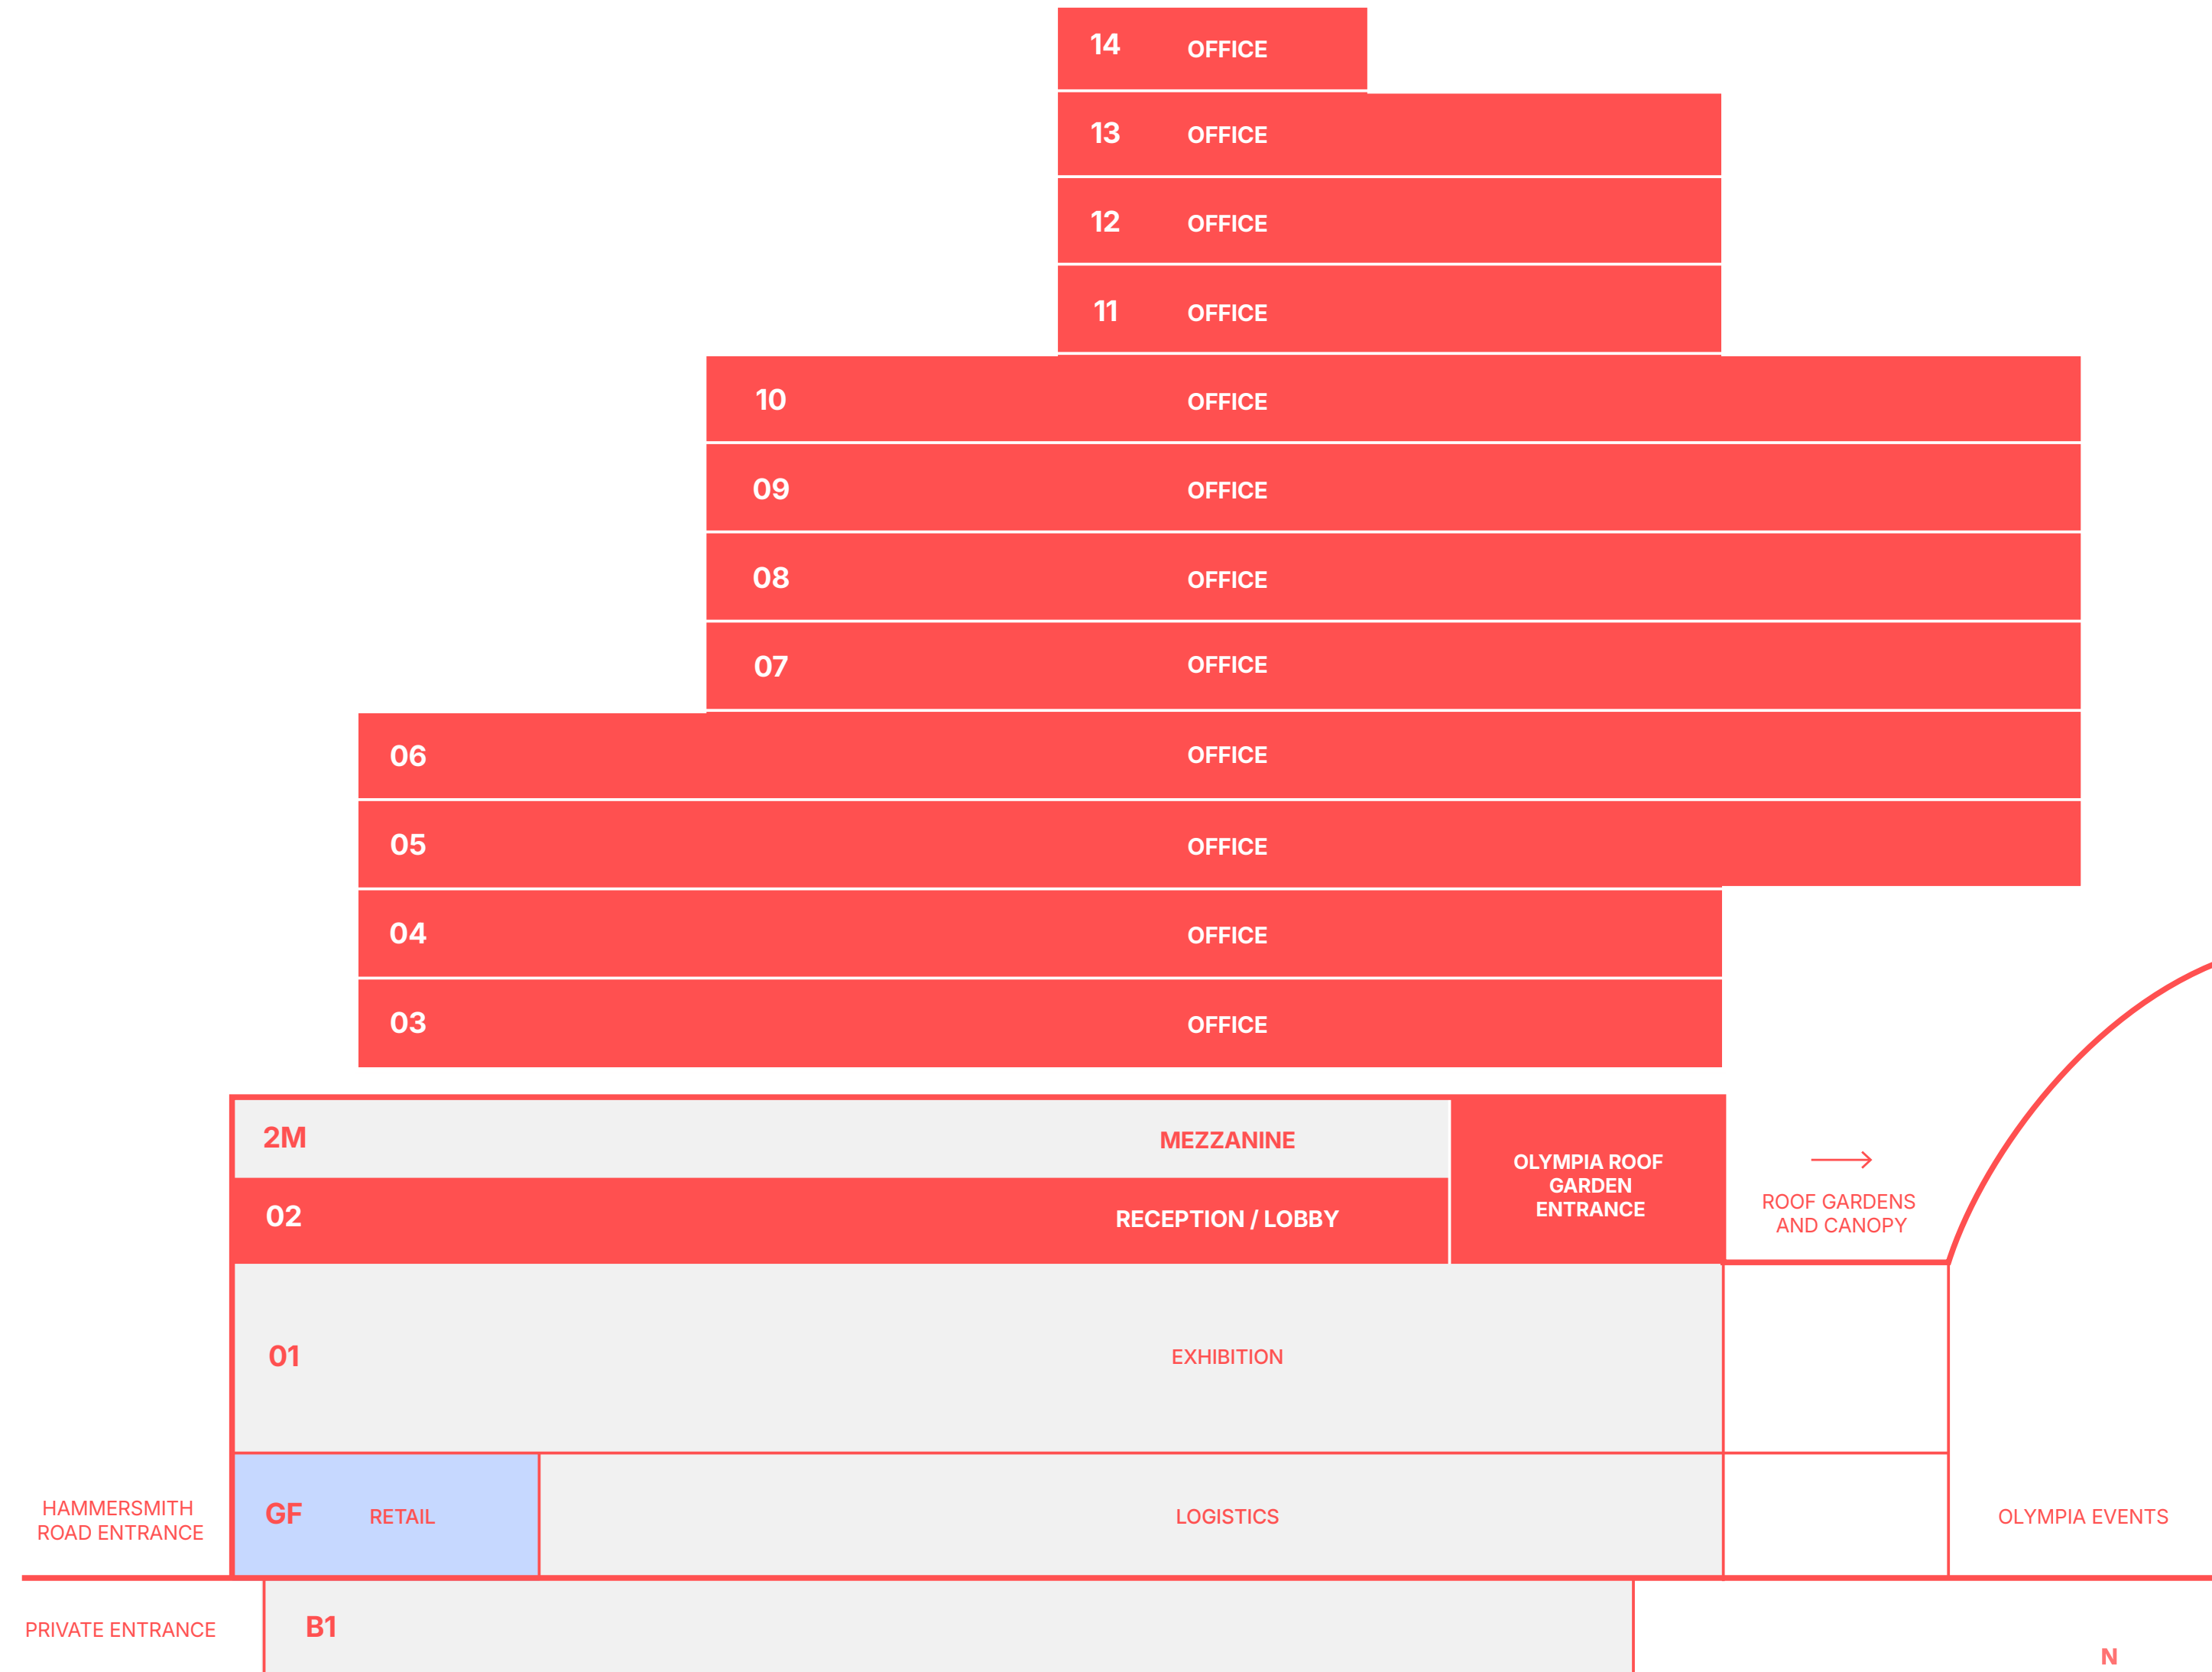 14 OFFICE
13 OFFICE
12 OFFICE
11 OFFICE
10 OFFICE
09 OFFICE
08 OFFICE
07 OFFICE
06 OFFICE
05 OFFICE
04 OFFICE
03 OFFICE
2M MEZZANINE
02 RECEPTION / LOBBY
OLYMPIA ROOF
GARDEN
ENTRANCE
ROOF GARDENS
AND CANOPY
01 EXHIBITION
HAMMERSMITH
ROAD ENTRANCE
GF RETAIL LOGISTICS
OLYMPIA EVENTS
PRIVATE ENTRANCE
B1
N